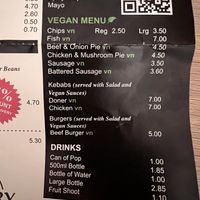 Mayo
VEGAN MENU
Chips vn Reg 2.50 Lrg 3.50
Fish vn 7.00
Beef & Onion Pie vn 4.50
Chicken & Mushroom Pie vn 4.50
Sausage vn 3.50
Battered Sausage vn 3.60
Kebabs (served with Salad and
Vegan Sauces)
Doner vn 7.00
Chicken vn 7.00
Burgers (served with Salad and
Vegan Sauces)
Beef Burger vn 5.00
DRINKS
Can of Pop 1.00
500ml Bottle 1.50
Bottle of Water 1.00
Large Bottle 2.85
Fruit Shoot 1.10
4.70
4.70
4.20
r Beans
5.30